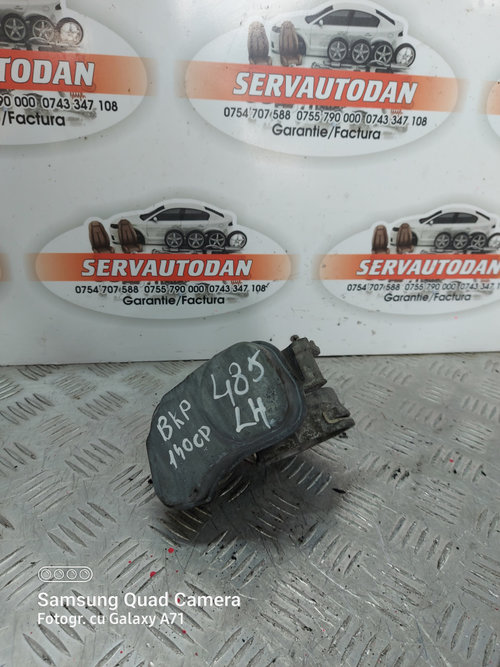 SERVAUTODAN
0754 707 588 0755 790 000 0743 347 108
Garantie/Factura
TODAN
790 000 0743 347 108
/Factura
SERVAUTODAN
0754 707 588 0755 790 000 0743 347 108
Garantie/Factura
SERVAUTODAN
0754 707 588 0755 790 000 0743 347
Garantie/Factura
BKP
140CP
485
LH
Samsung Quad Camera
Fotogr. cu Galaxy A71